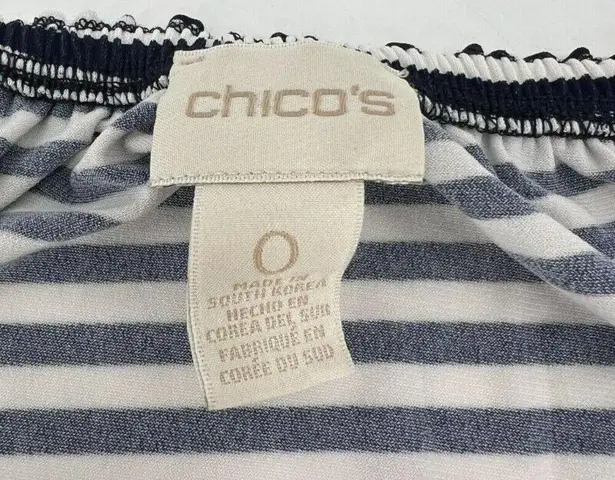 chico's
0
MADE IN
SOUTH KOREA
HECHO EN
COREA DEL SUR
FABRIQUÉ EN
CORÉE DU SUD